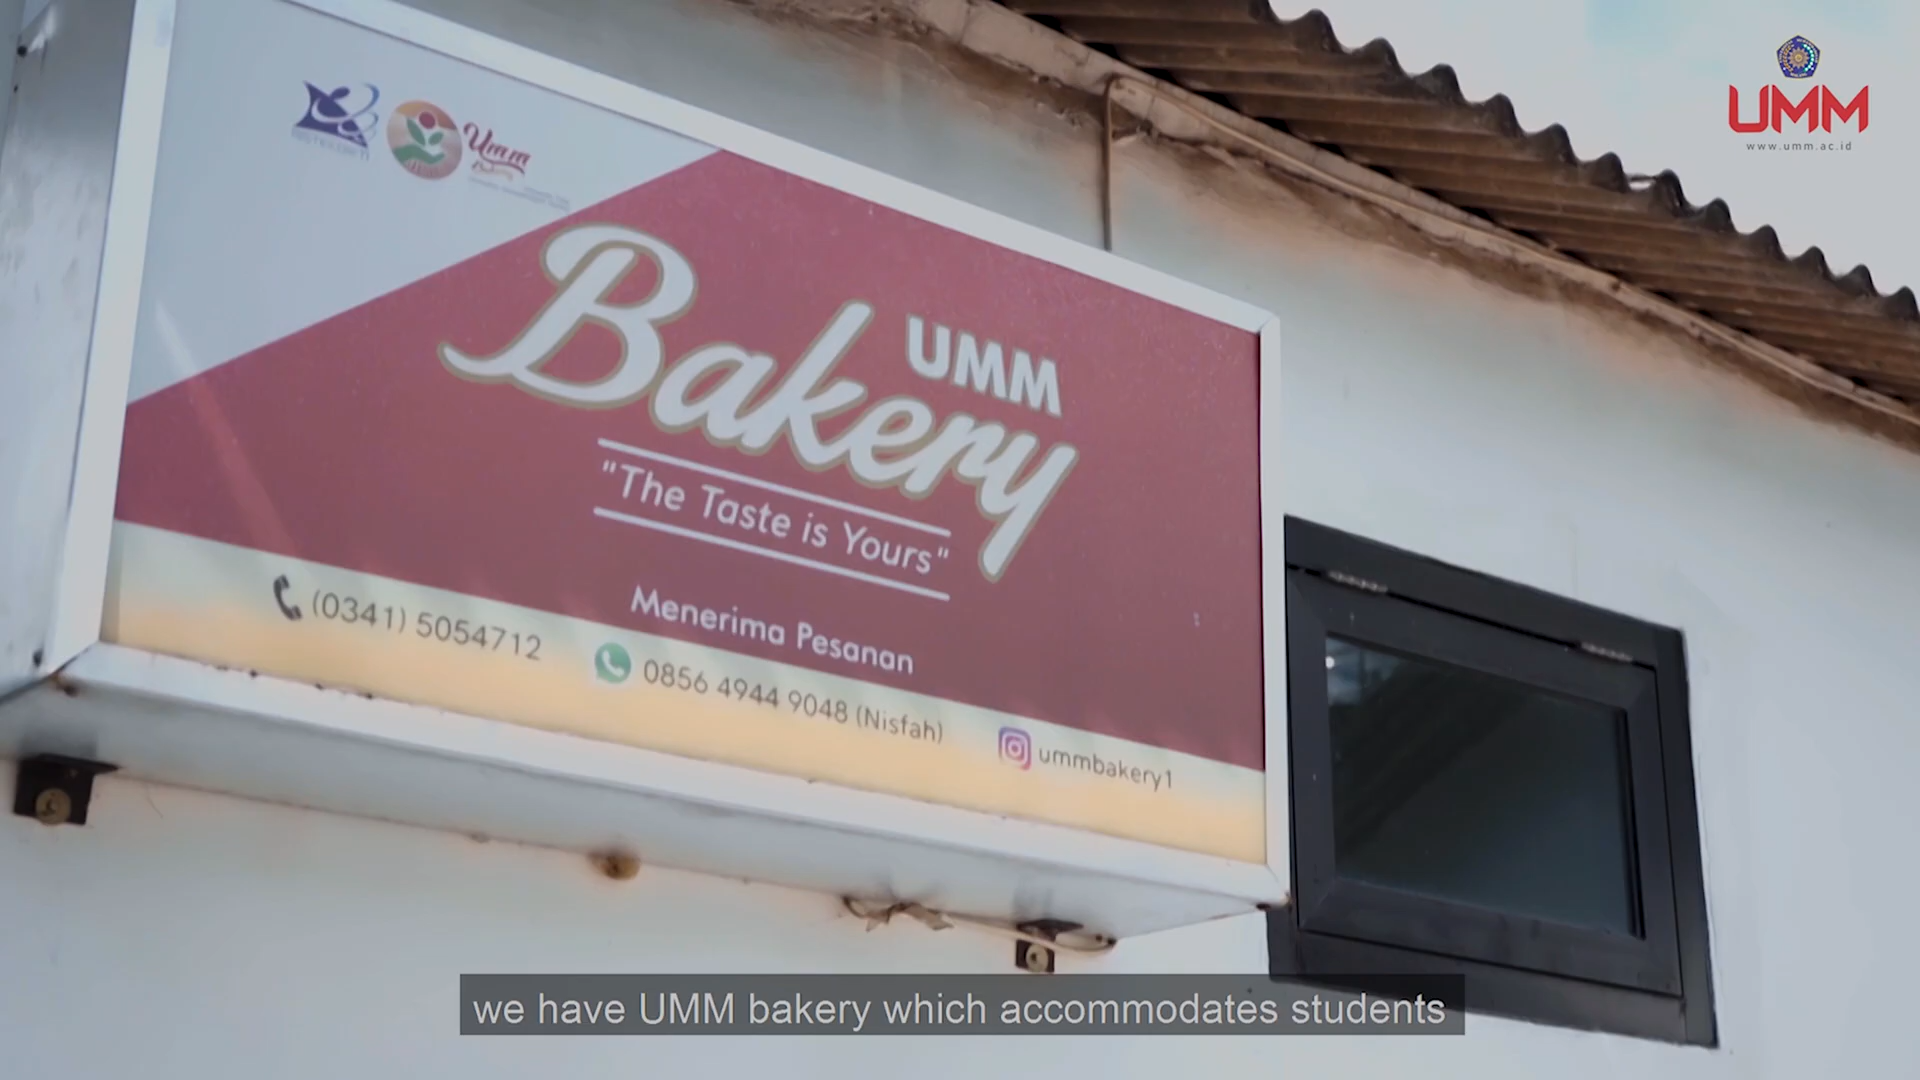 UMM
www.umm.ac.id
Umm
UMM
Bakery
"The Taste is Yours"
Menerima Pesanan
(0341) 5054712
0856 4944 9048 (Nisfah)
ummbakery1
we have UMM bakery which accommodates students